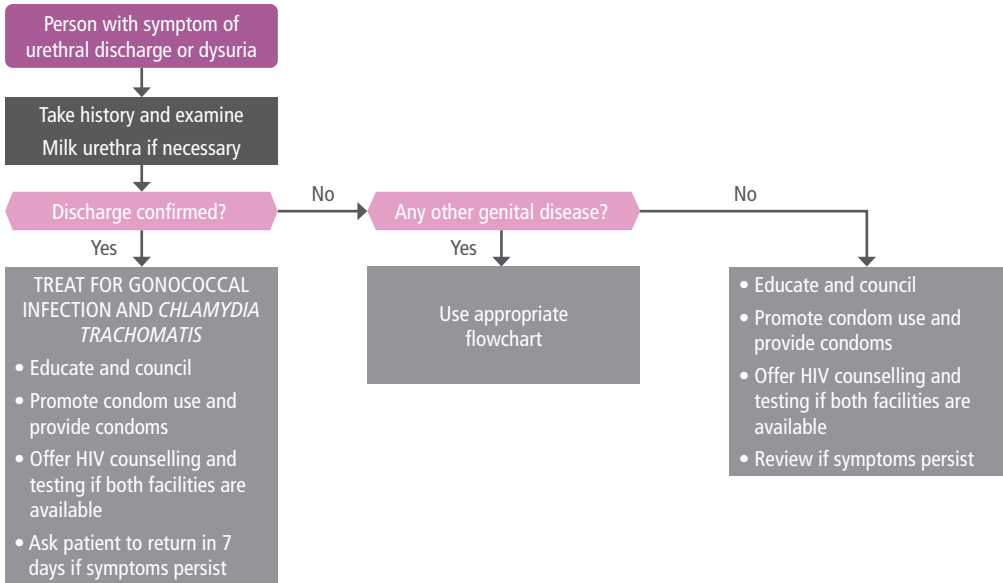 Person with symptom of
urethral discharge or dysuria
Take history and examine
Milk urethra if necessary
Discharge confirmed?
No
Any other genital disease?
No
Yes
Yes
TREAT FOR GONOCOCCAL
INFECTION AND CHLAMYDIA
TRACHOMATIS
• Educate and council
• Promote condom use and
provide condoms
• Offer HIV counselling and
testing if both facilities are
available
• Ask patient to return in 7
days if symptoms persist
Use appropriate
flowchart
• Educate and council
• Promote condom use and
provide condoms
• Offer HIV counselling and
testing if both facilities are
available
• Review if symptoms persist